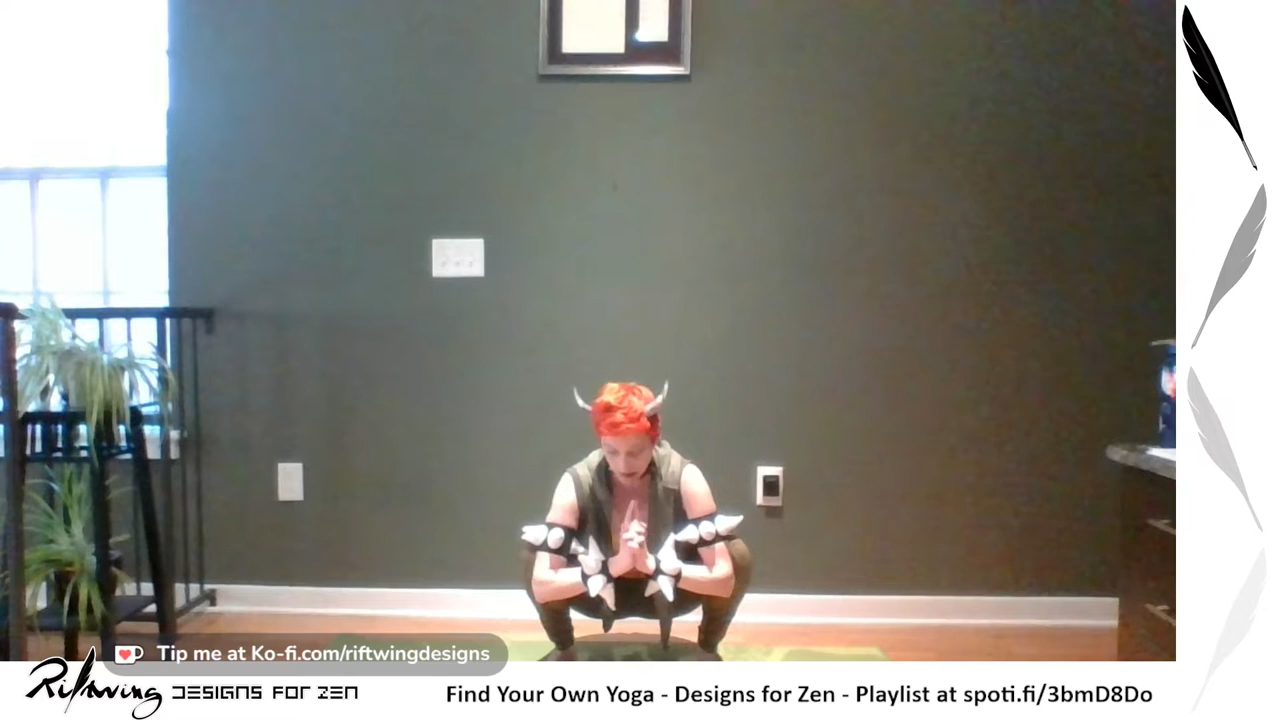 Tip me at Ko-fi.com/riftwingdesigns
Riftwing DESIGNS FOR ZEN
Find Your Own Yoga - Designs for Zen - Playlist at spoti.fi/3bmD8Do